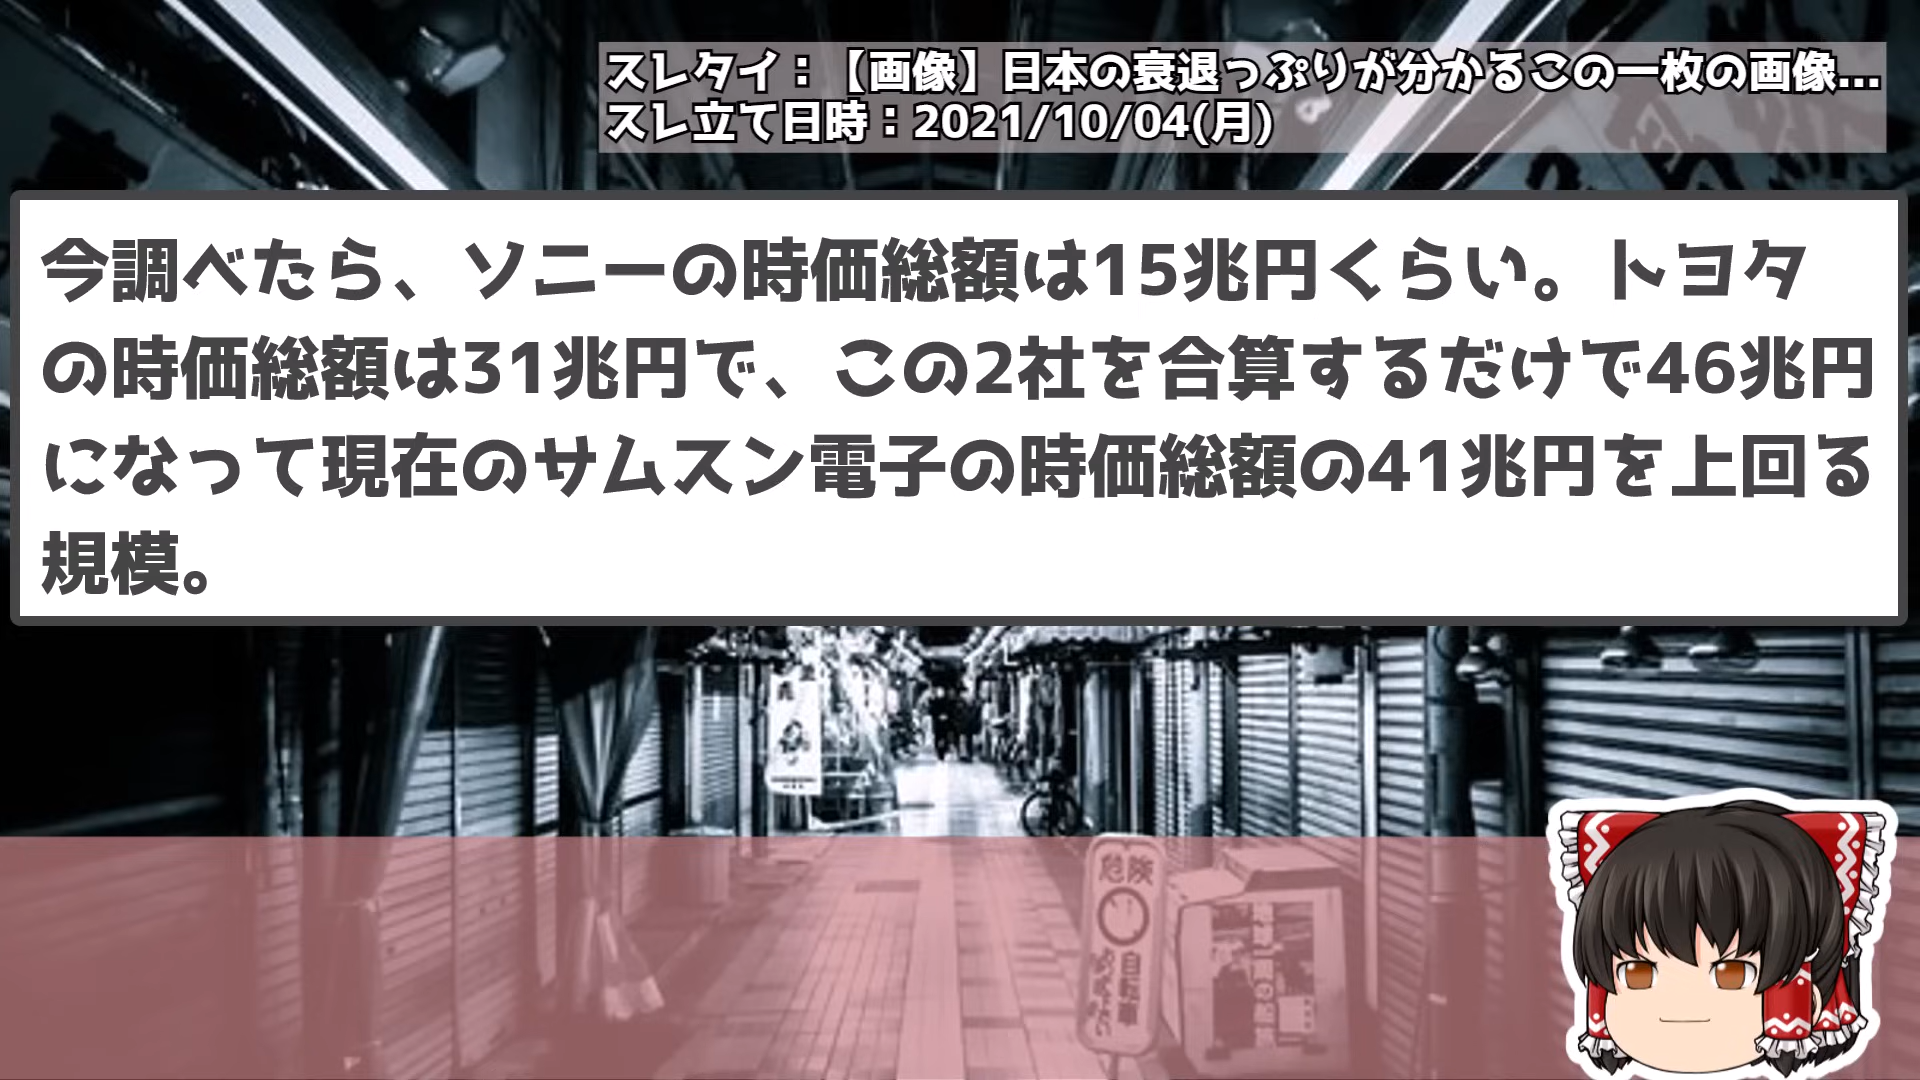 スレタイ：【画像】日本の衰退っぷりが分かるこの一枚の画像…
スレ立て日時：2021/10/04(月)
今調べたら、ソニーの時価総額は15兆円くらい。トヨタ
の時価総額は31兆円で、この2社を合算するだけで46兆円
になって現在のサムスン電子の時価総額の41兆円を上回る
規模。
危険
自転車